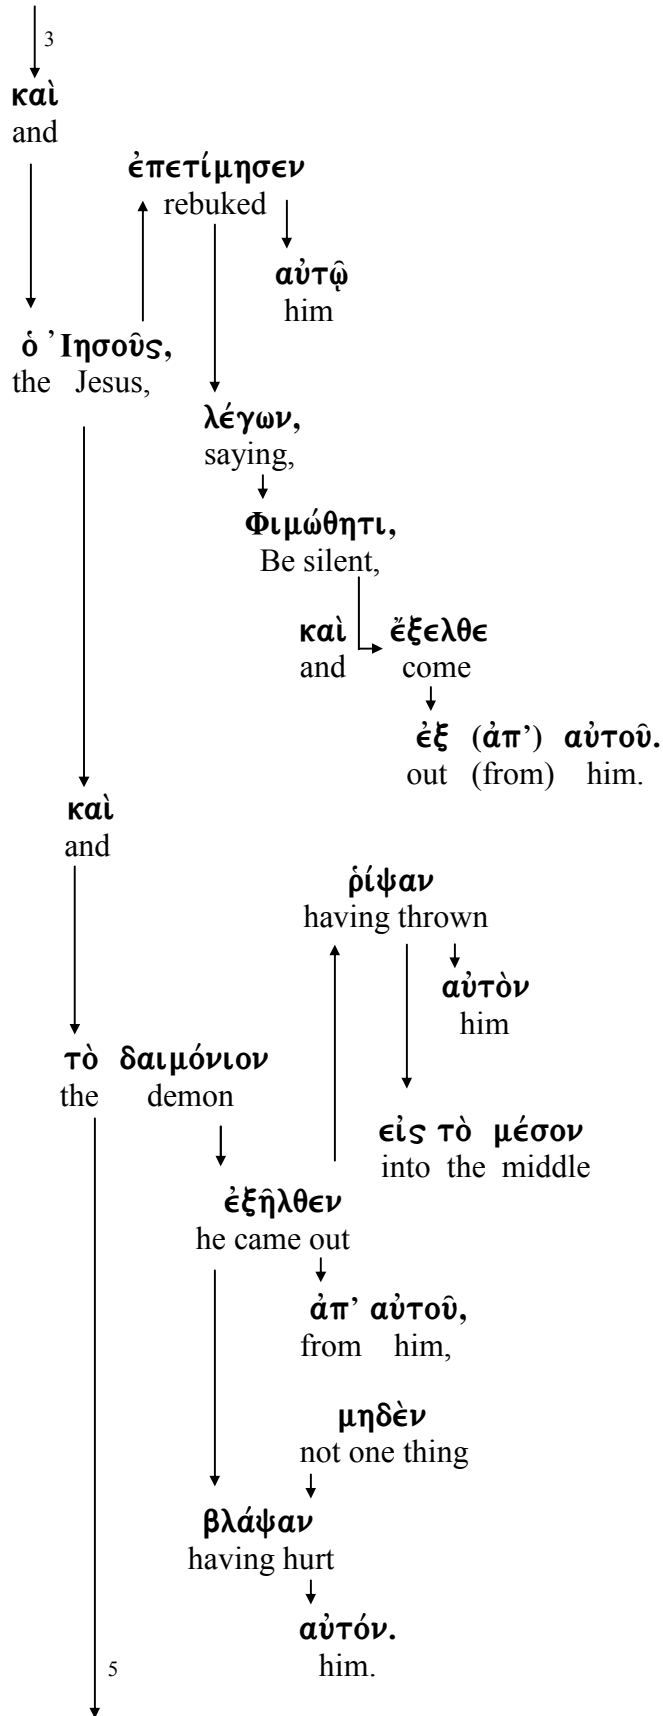 3
καὶ
and
ἐπετίμησεν
rebuked
αὐτῷ
him
ὁ Ἰησοῦς,
the Jesus,
λέγων,
saying,
Φιμώθητι,
Be silent,
καὶ ἔξελθε
and come
ἐξ (ἀπ’) αὐτοῦ.
out (from) him.
καὶ
and
ῥίψαν
having thrown
αὐτὸν
him
τὸ δαιμόνιον
the demon
εἰς τὸ μέσον
into the middle
ἐξῆλθεν
he came out
ἀπ’ αὐτοῦ,
from him,
μηδὲν
not one thing
βλάψαν
having hurt
αὐτόν.
him.
5